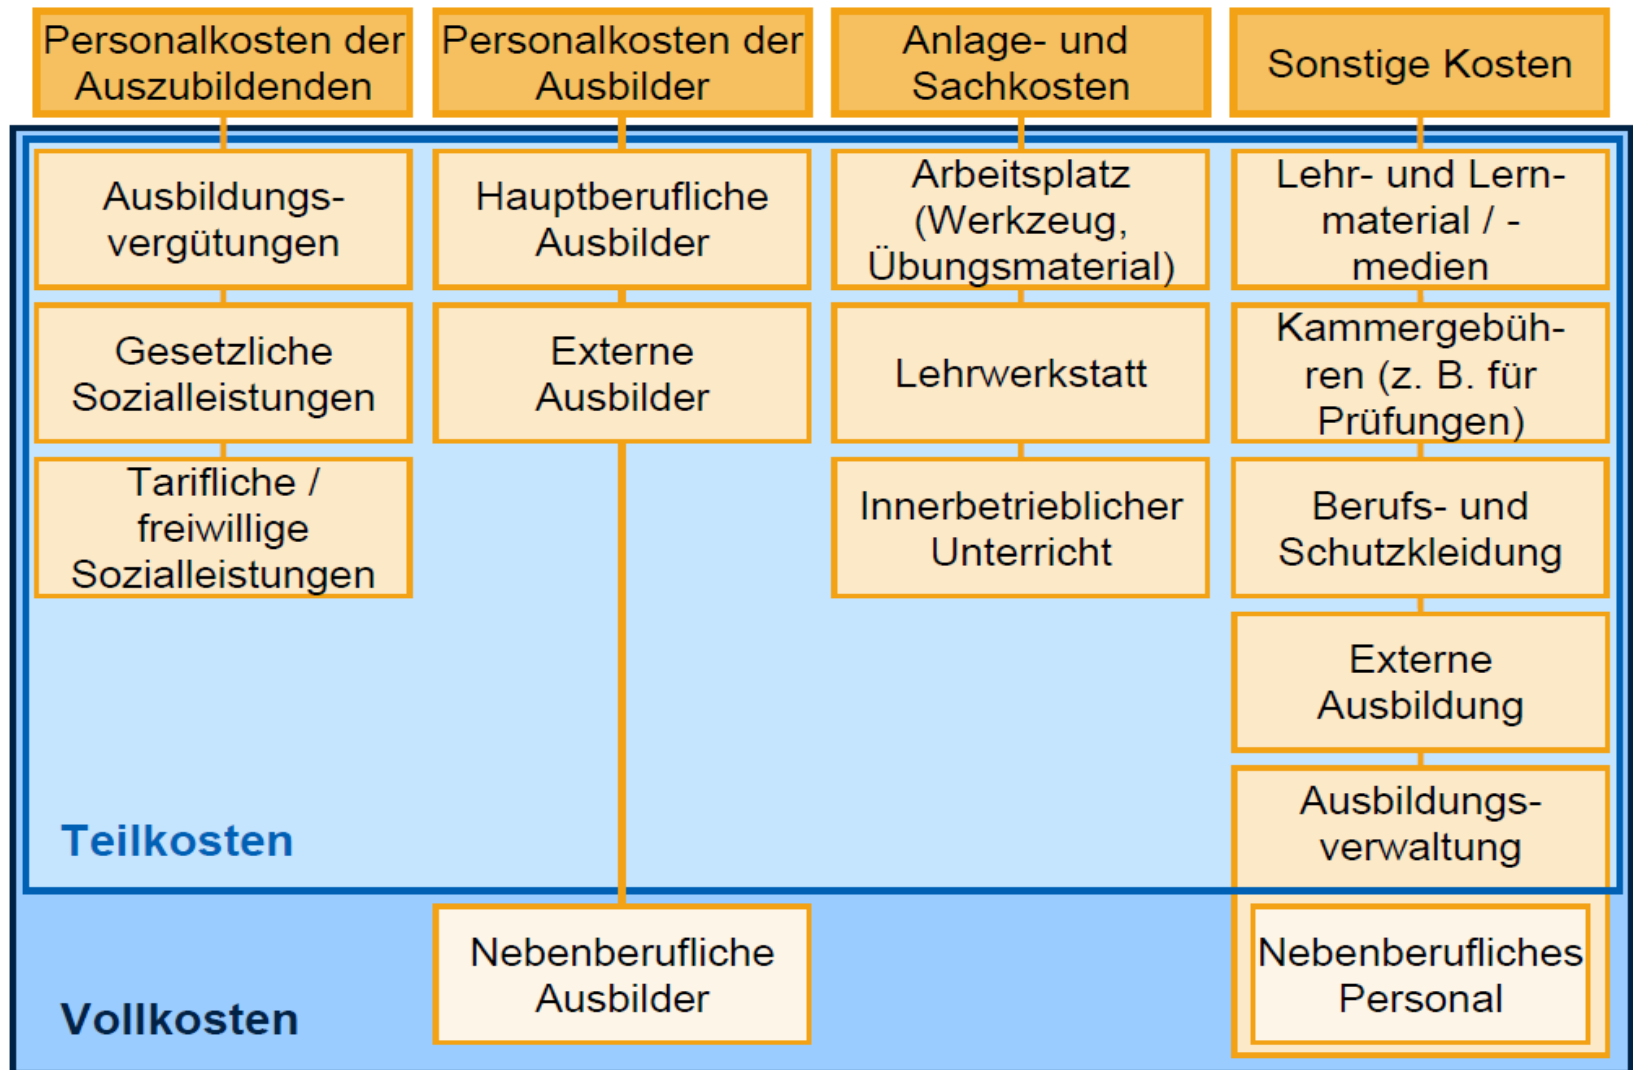 Personalkosten der
Auszubildenden
Personalkosten der
Ausbilder
Anlage- und
Sachkosten
Sonstige Kosten
Ausbildungs-
vergütungen
Gesetzliche
Sozialleistungen
Tarifliche /
freiwillige
Sozialleistungen
Hauptberufliche
Ausbilder
Externe
Ausbilder
Nebenberufliche
Ausbilder
Arbeitsplatz
(Werkzeug,
Übungsmaterial)
Lehrwerkstatt
Innerbetrieblicher
Unterricht
Lehr- und Lern-
material / -
medien
Kammergebüh-
ren (z. B. für
Prüfungen)
Berufs- und
Schutzkleidung
Externe
Ausbildung
Ausbildungs-
verwaltung
Nebenberufliches
Personal
Teilkosten
Vollkosten